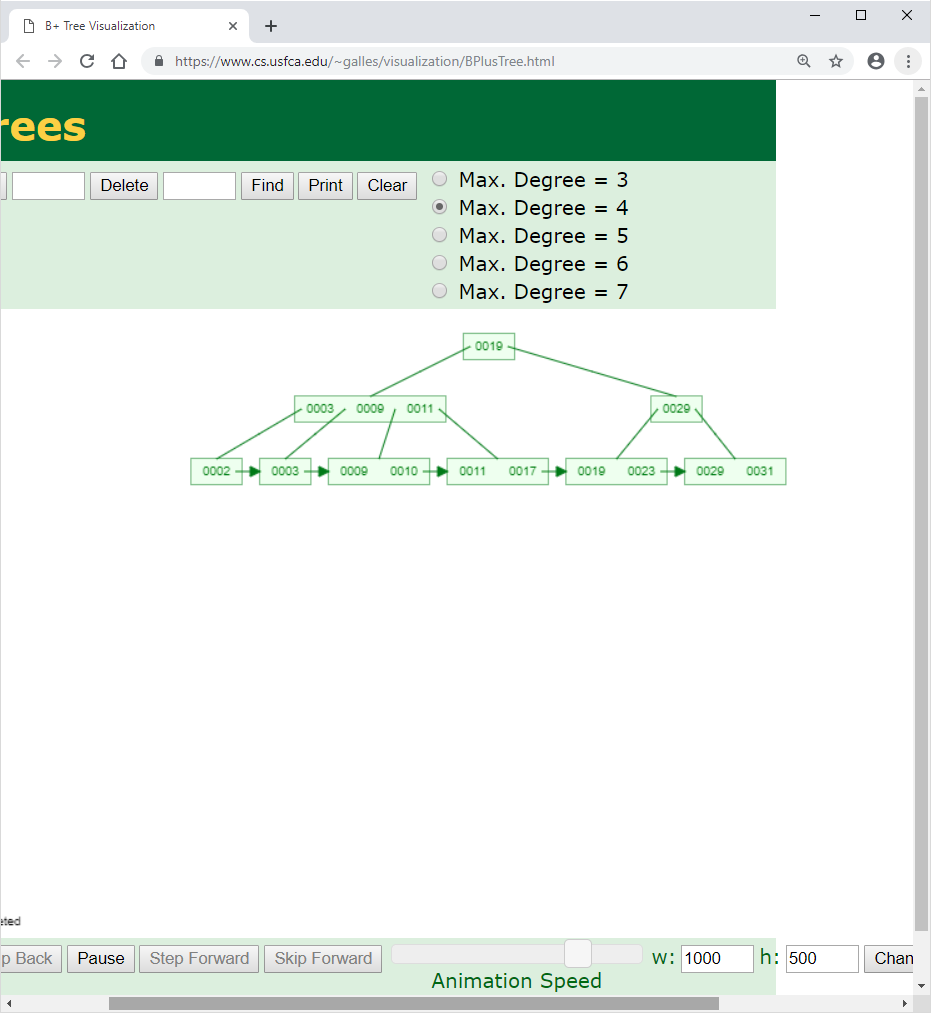 B+ Tree Visualization
https://www.cs.usfca.edu/~galles/visualization/BPlusTree.html
rees
Delete Find Print Clear
Max. Degree = 3
Max. Degree = 4
Max. Degree = 5
Max. Degree = 6
Max. Degree = 7
0019
0003 0009 0011 0029
0002 0003 0009 0010 0011 0017 0019 0023 0029 0031
eted
p Back Pause Step Forward Skip Forward w: 1000 h: 500 Chan
Animation Speed